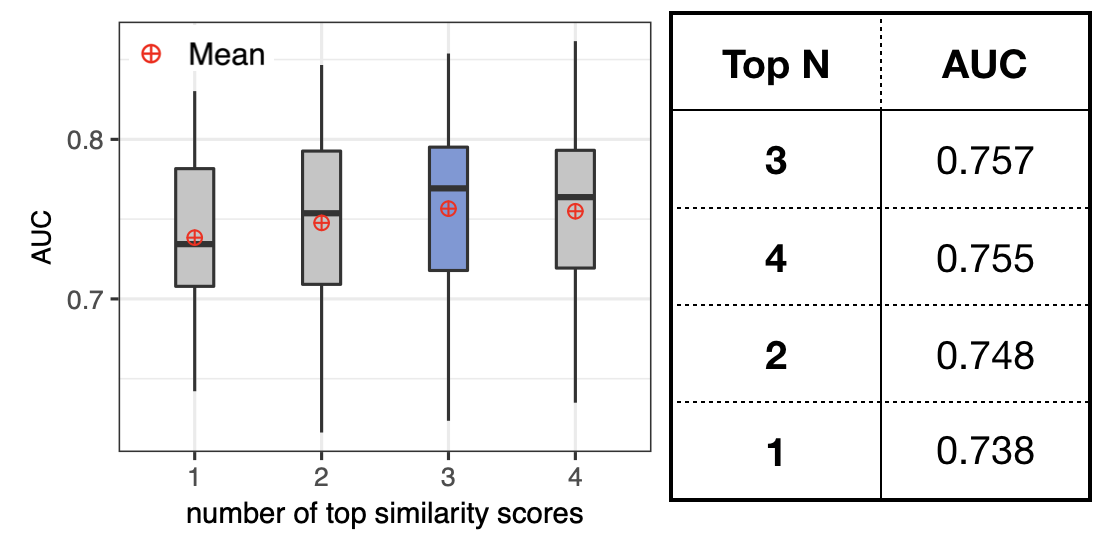 Mean
0.8
0.7
AUC
1 2 3 4
number of top similarity scores
Top N AUC
3 0.757
4 0.755
2 0.748
1 0.738